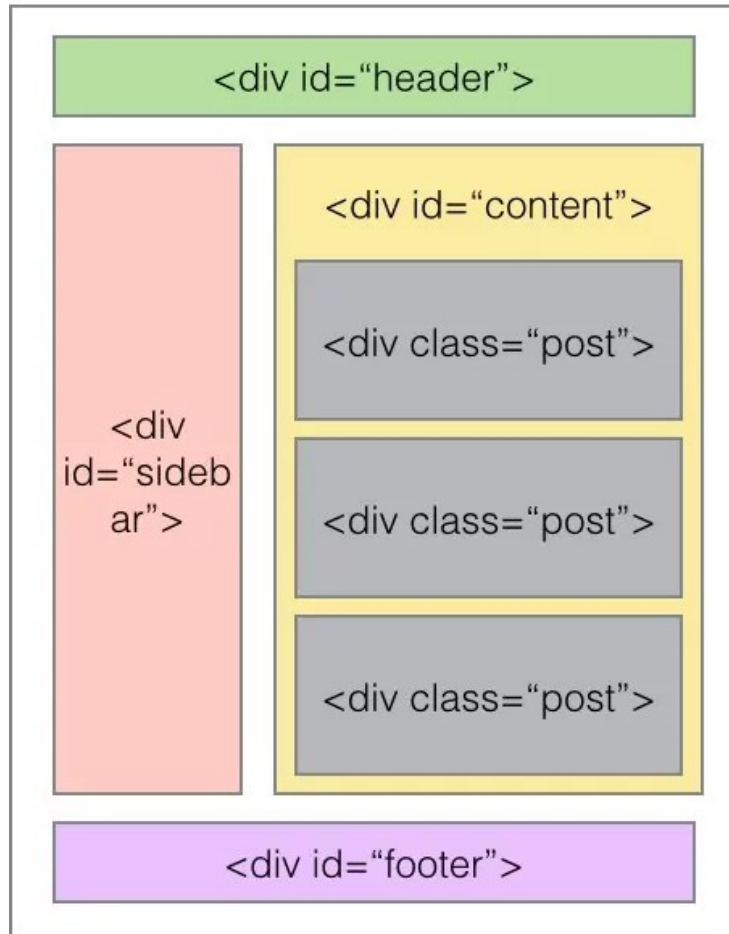 <div id=“header”>
<div
id=“sideb
ar”>
<div id=“content”>
<div class=“post”>
<div class=“post”>
<div class=“post”>
<div id=“footer”>